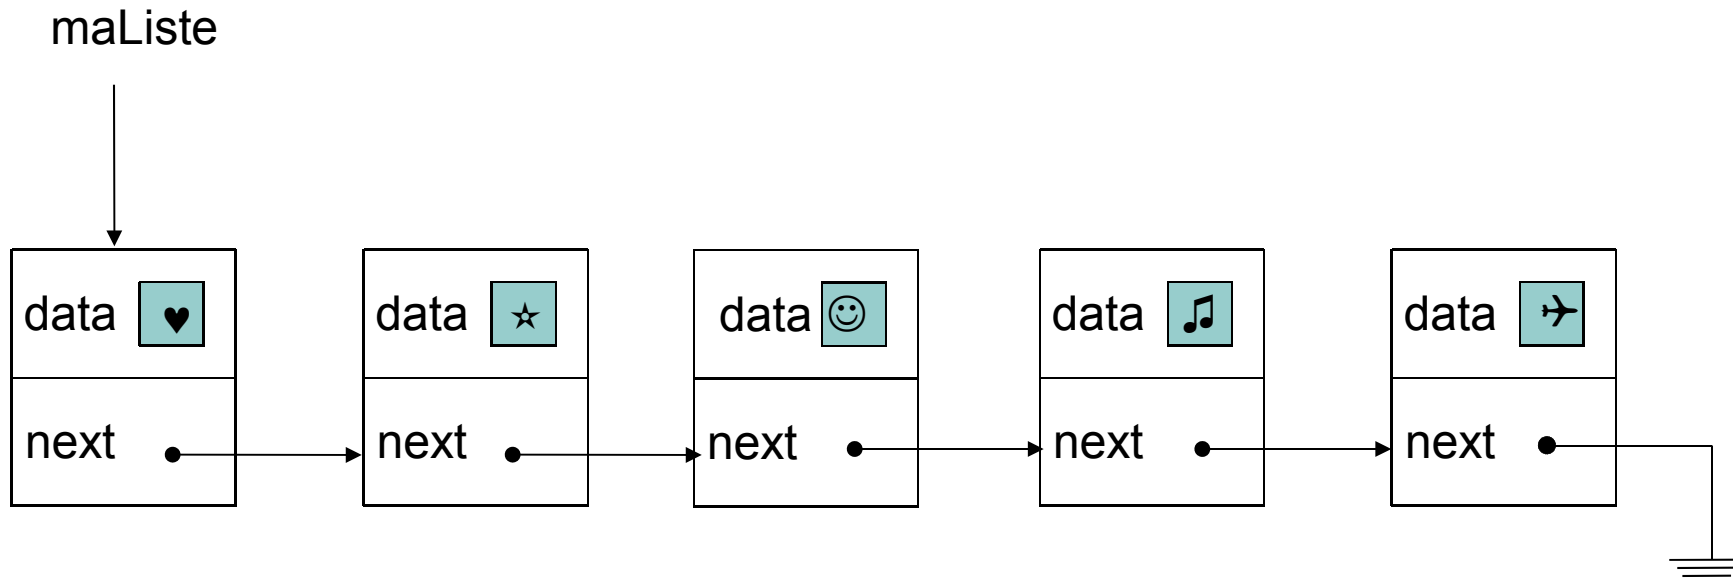 maListe
data ♥ data ☆ data ☺ data ♫ data ✈
next next next next next